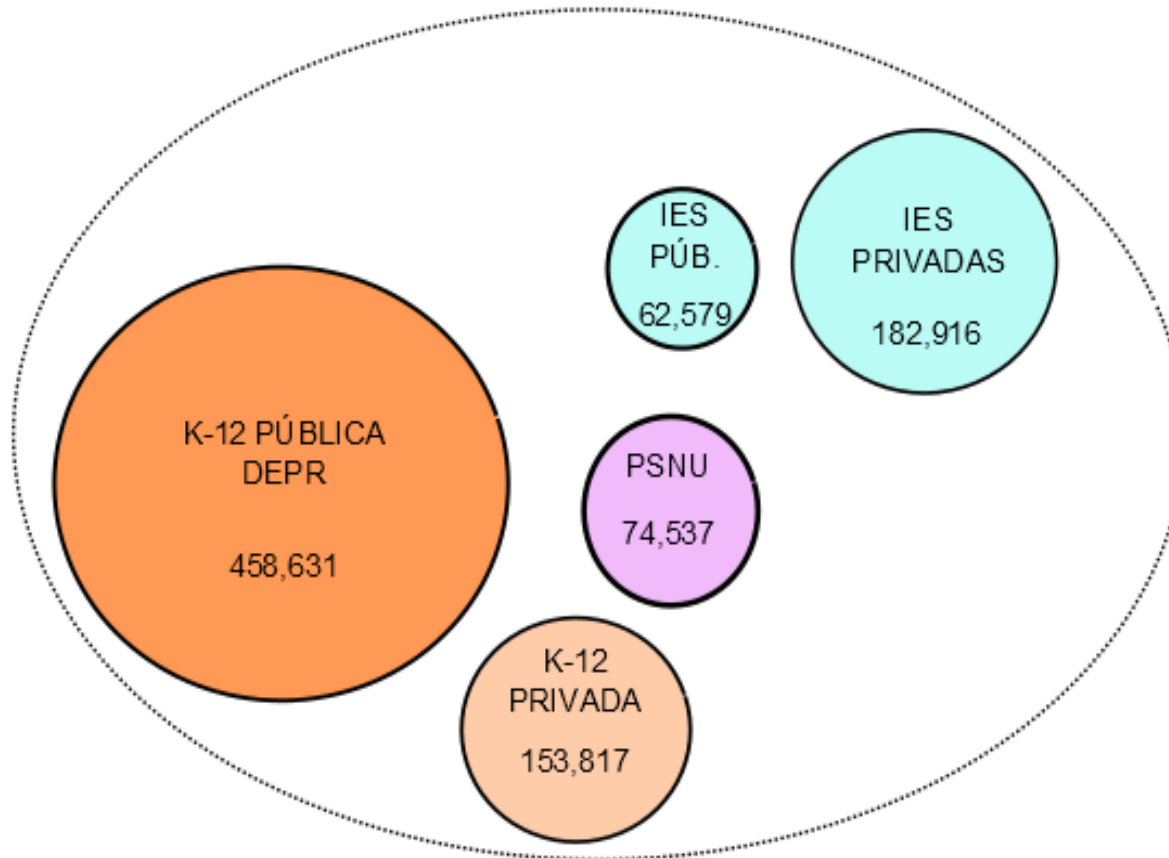 IES
PÚB.
62,579
IES
PRIVADAS
182,916
K-12 PÚBLICA
DEPR
458,631
PSNU
74,537
K-12
PRIVADA
153,817